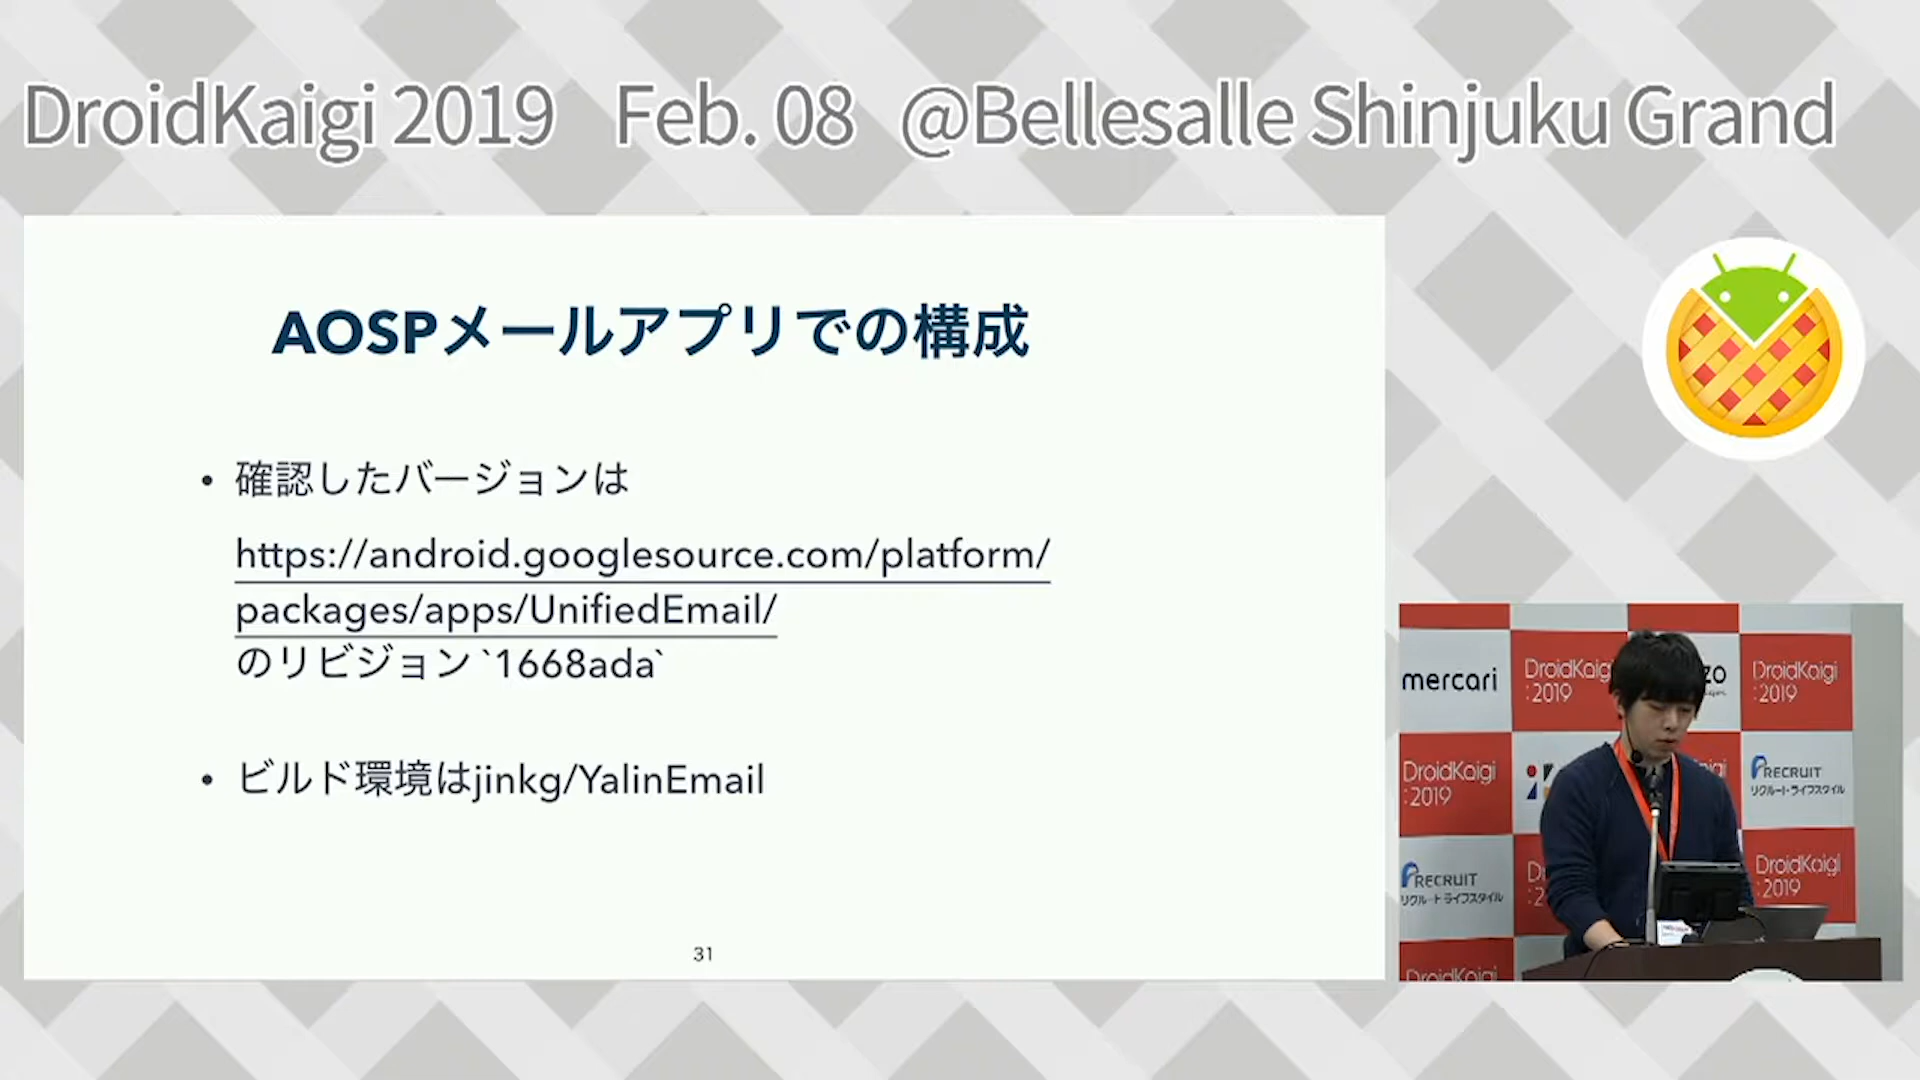 DroidKaigi 2019 Feb. 08 @Bellesalle Shinjuku Grand
AOSPメールアプリでの構成
• 確認したバージョンは
https://android.googlesource.com/platform/
packages/apps/UnifiedEmail/
のリビジョン `1668ada`
• ビルド環境はjinkg/YalinEmail
31
mercari
DroidKaigi
:2019
zo
DroidKaigi
:2019
DroidKaigi
:2019
RECRUIT
リクルートライフスタイル
RECRUIT
リクルートライフスタイル
DroidKaigi
:2019
DroidKaigi